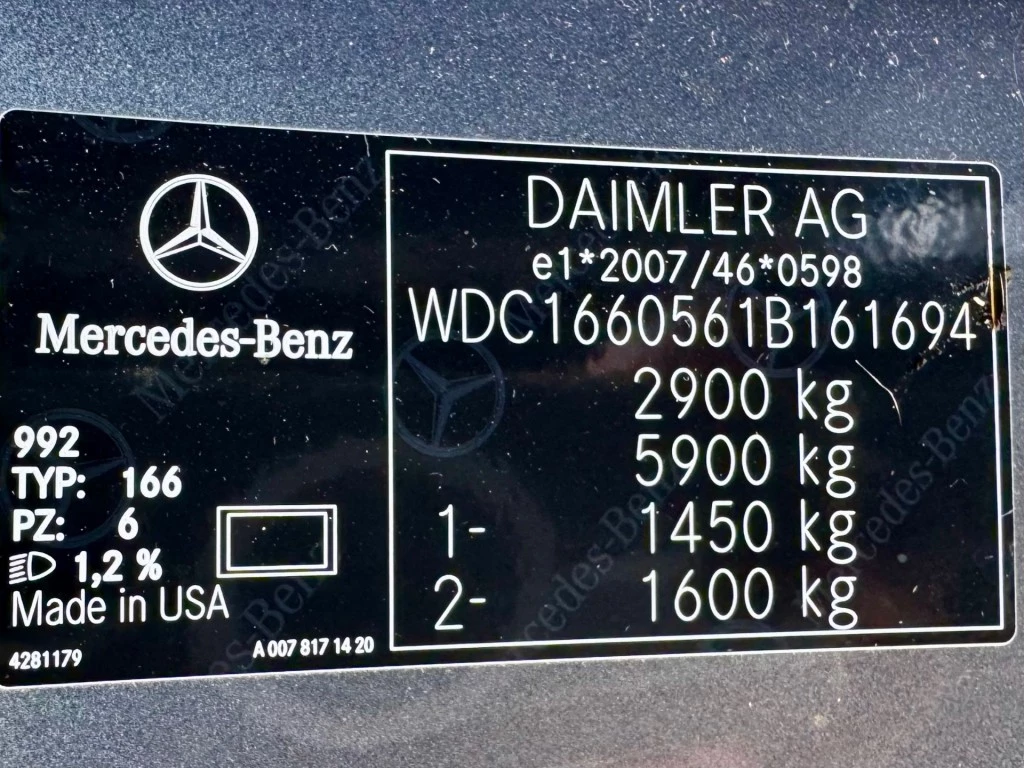 Mercedes-Benz
992
TYP: 166
PZ: 6
1,2 %
Made in USA
4281179
A 007 817 14 20
DAIMLER AG
e1*2007/46*0598
WDC1660561B161694
2900 kg
5900 kg
1- 1450 kg
2- 1600 kg